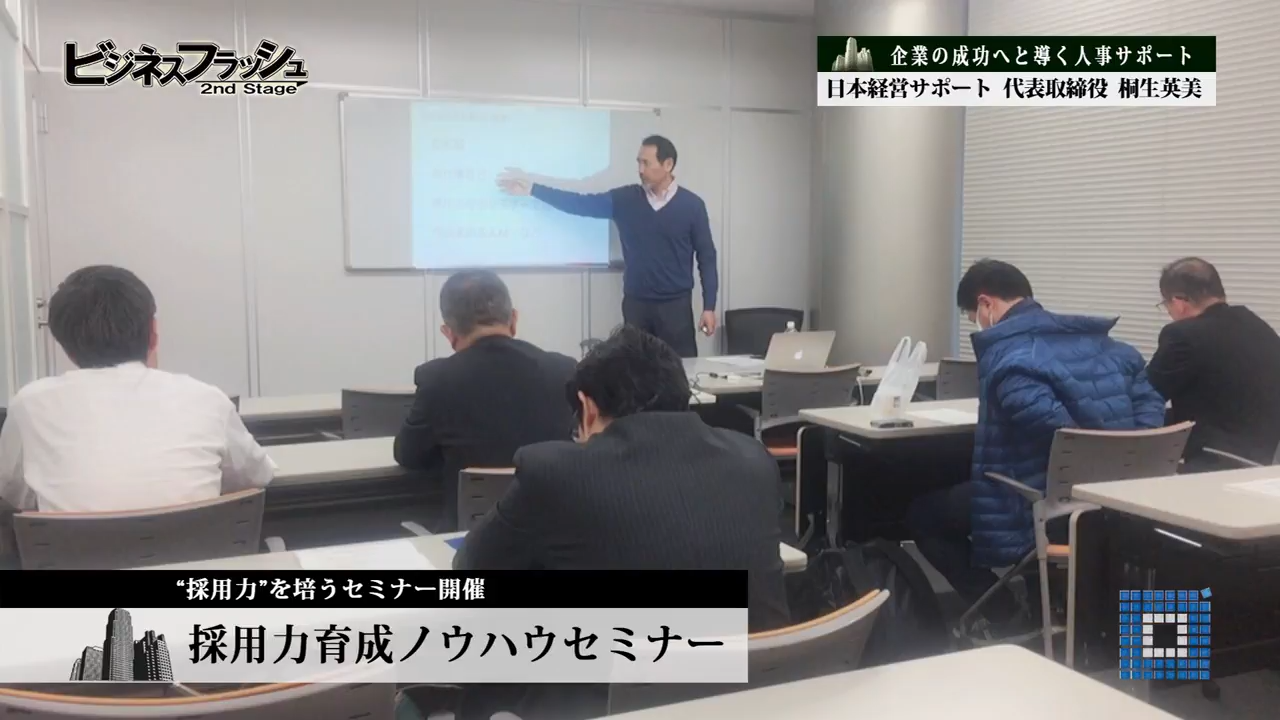 ビジネスフラッシュ
2nd Stage
企業の成功へと導く人事サポート
日本経営サポート 代表取締役 桐生英美
“採用力”を培うセミナー開催
採用力育成ノウハウセミナー